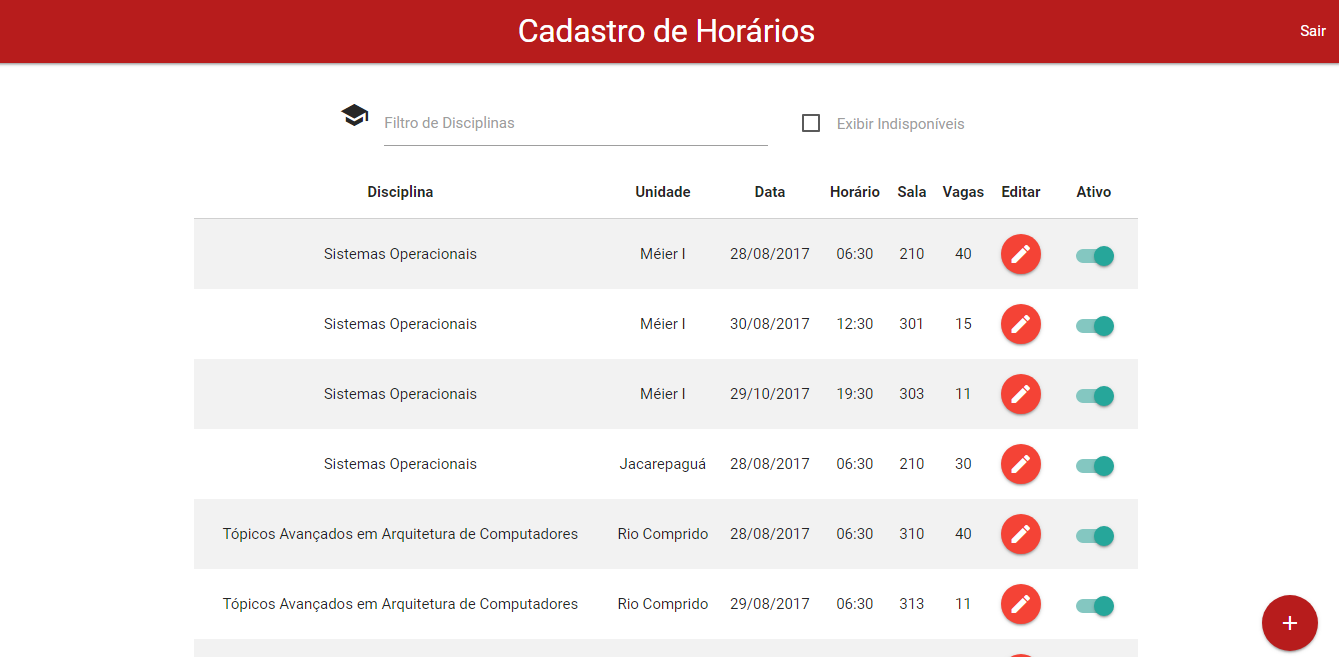 Cadastro de Horários
Sair
Filtro de Disciplinas
Exibir Indisponíveis
Disciplina Unidade Data Horário Sala Vagas Editar Ativo
Sistemas Operacionais Méier I 28/08/2017 06:30 210 40
Sistemas Operacionais Méier I 30/08/2017 12:30 301 15
Sistemas Operacionais Méier I 29/10/2017 19:30 303 11
Sistemas Operacionais Jacarepaguá 28/08/2017 06:30 210 30
Tópicos Avançados em Arquitetura de Computadores Rio Comprido 28/08/2017 06:30 310 40
Tópicos Avançados em Arquitetura de Computadores Rio Comprido 29/08/2017 06:30 313 11
+